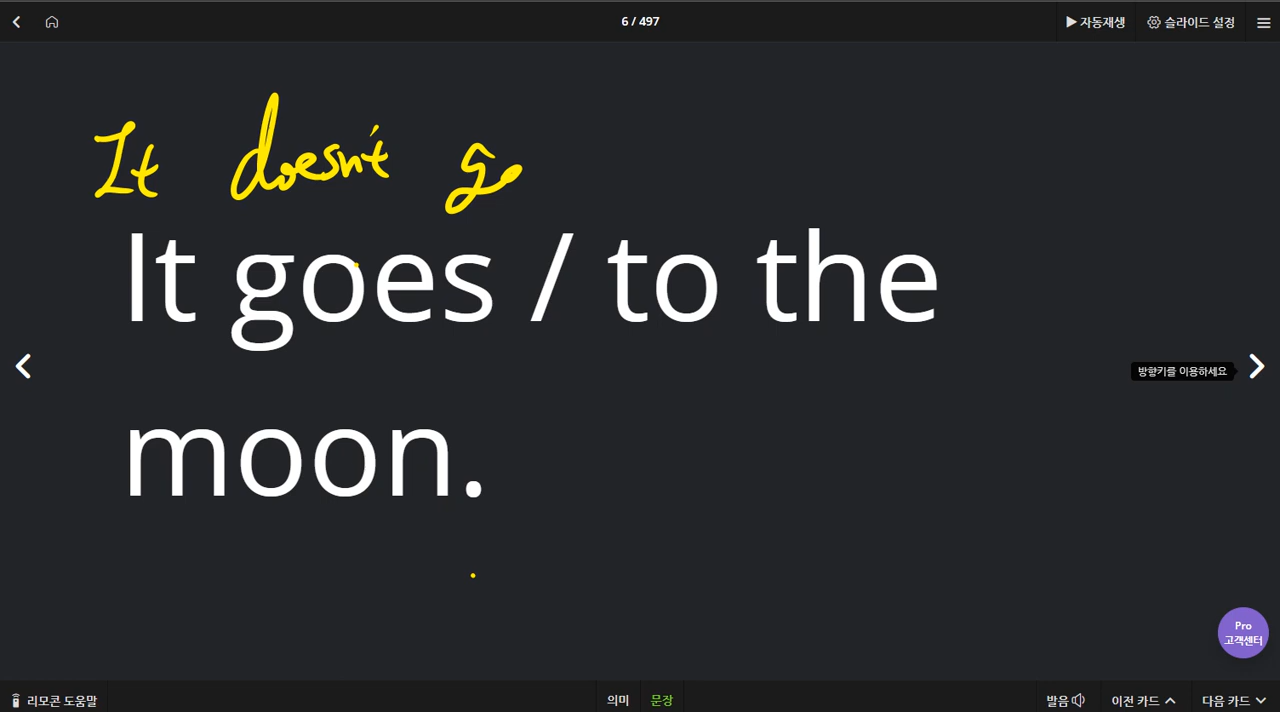 6 / 497
자동재생
슬라이드 설정
It doesn't go
It goes / to the
moon.
방향키를 이용하세요
Pro
고객센터
리모콘 도움말
의미
문장
발음
이전 카드
다음 카드